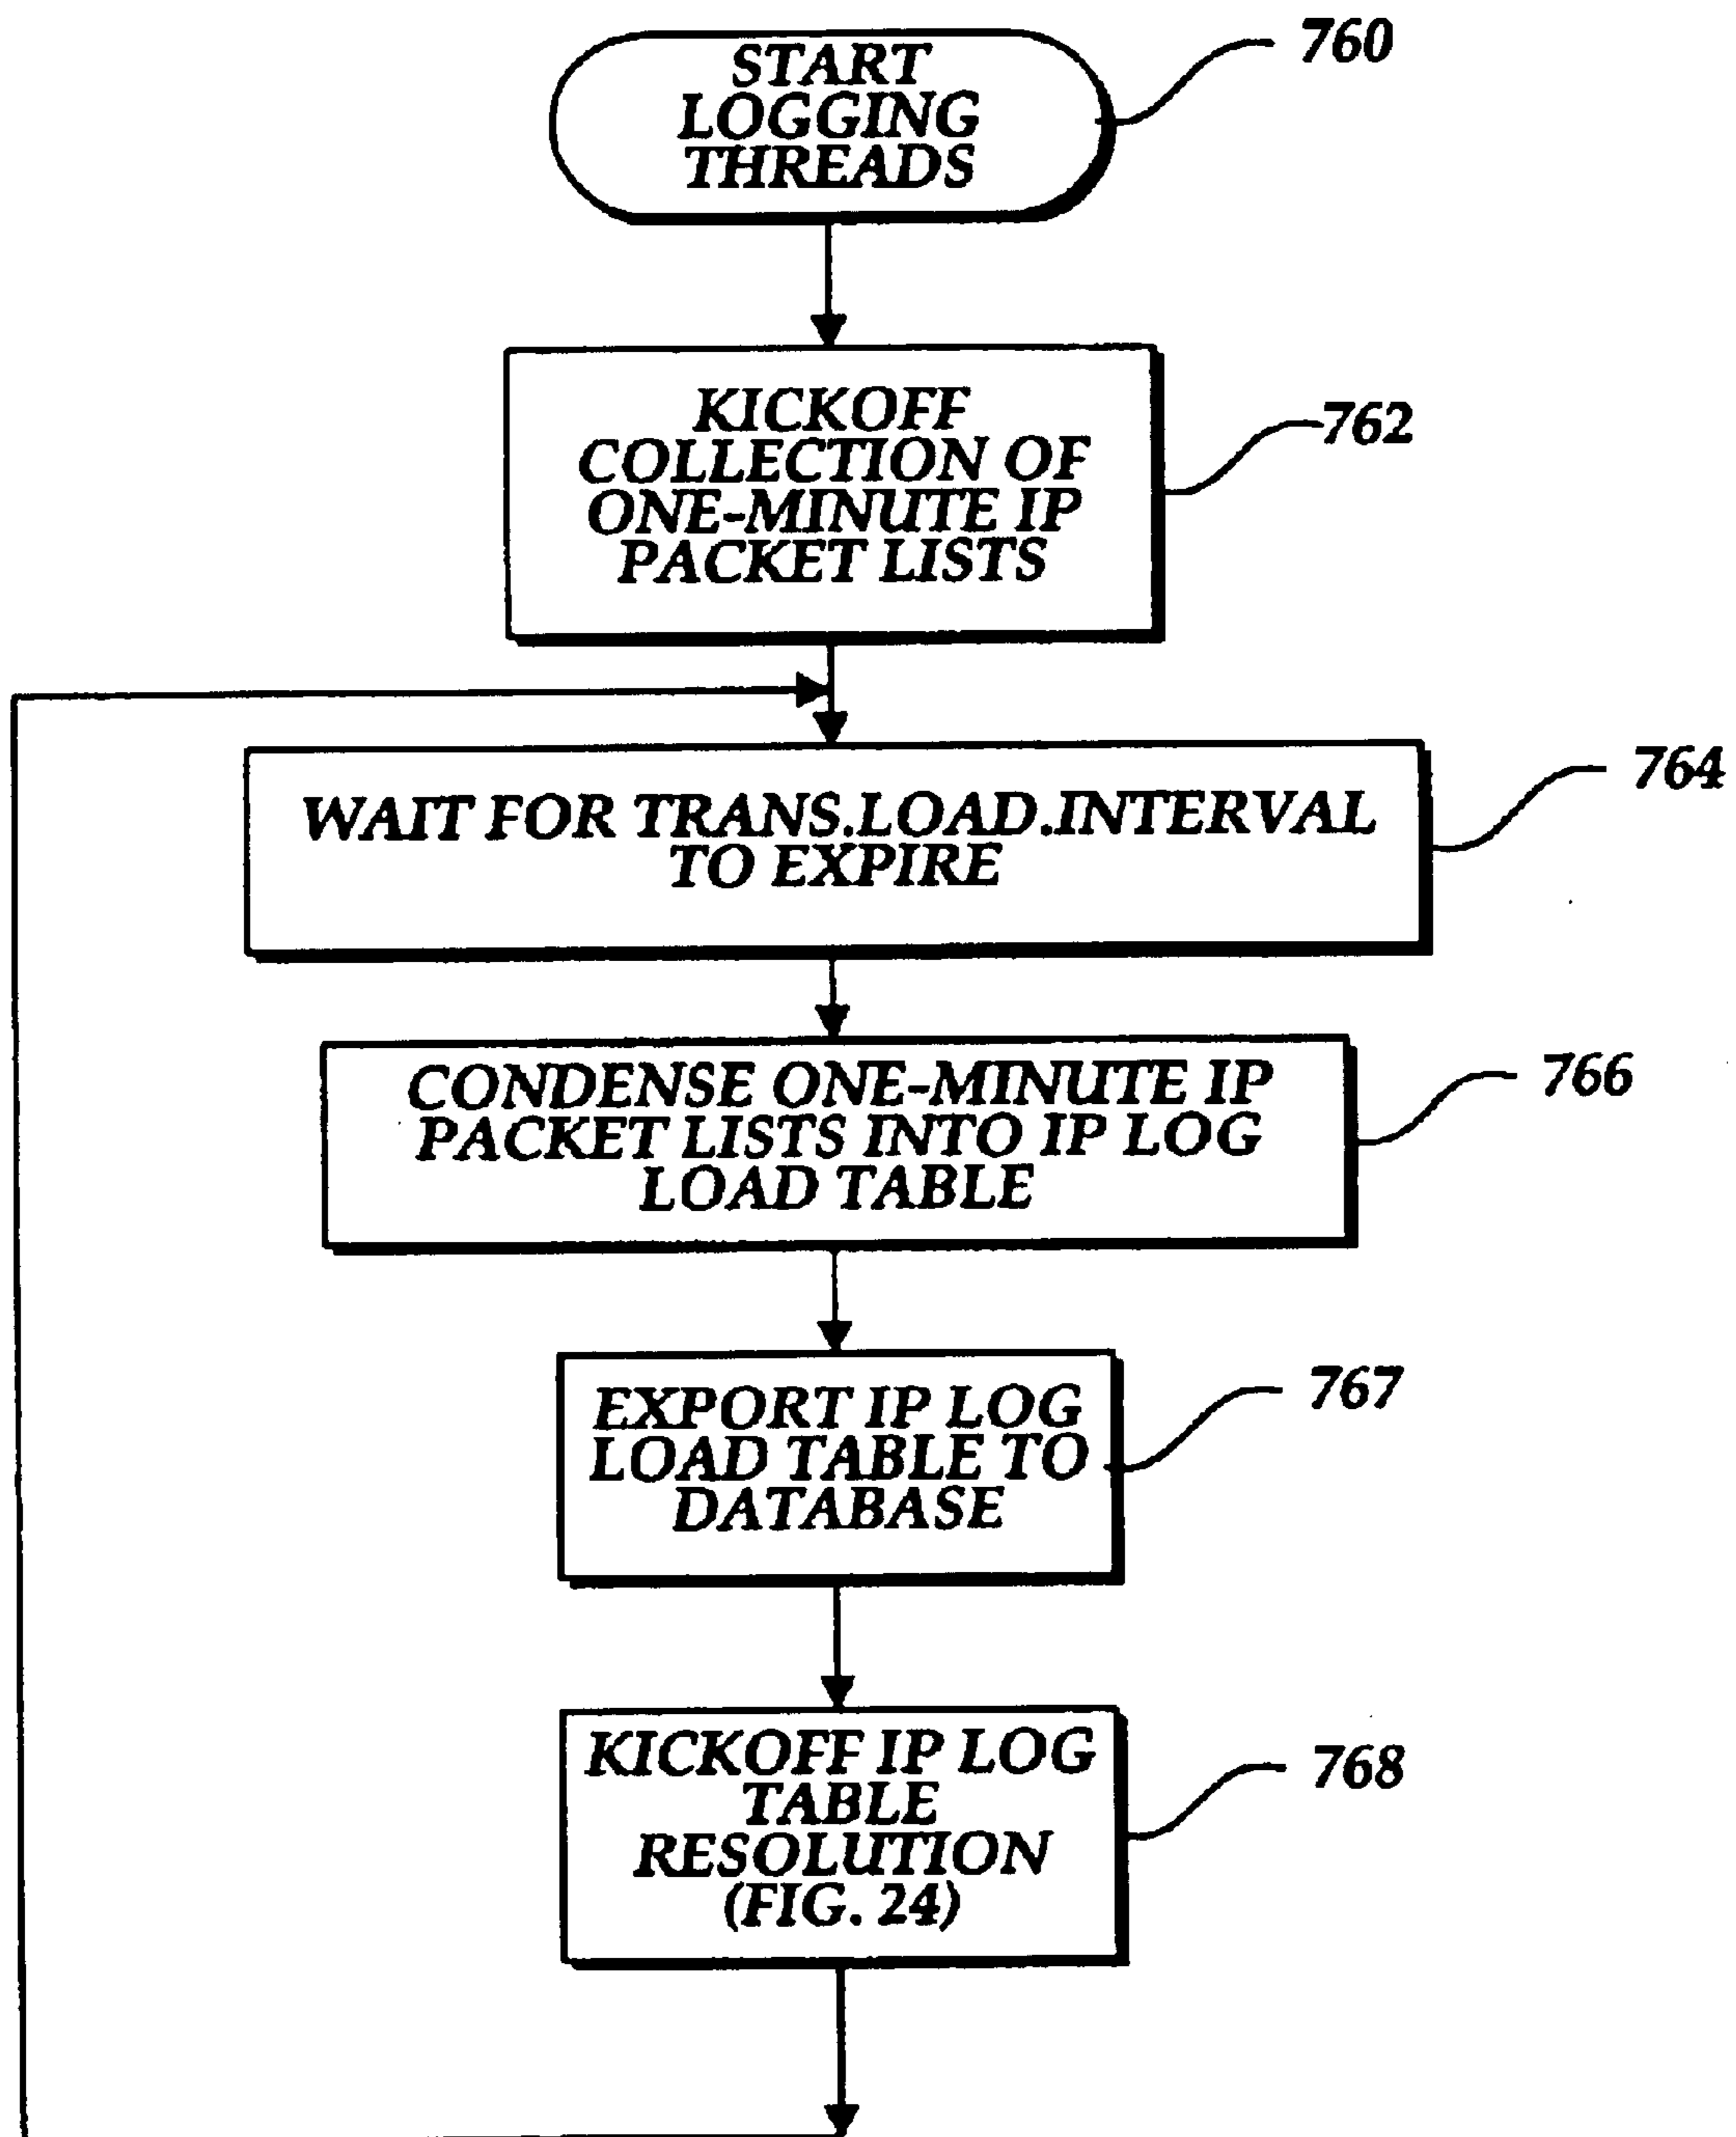 START
LOGGING
THREADS
760
KICKOFF
COLLECTION OF
ONE-MINUTE IP
PACKET LISTS
762
WAIT FOR TRANS.LOAD.INTERVAL
TO EXPIRE
764
CONDENSE ONE-MINUTE IP
PACKET LISTS INTO IP LOG
LOAD TABLE
766
EXPORT IP LOG
LOAD TABLE TO
DATABASE
767
KICKOFF IP LOG
TABLE
RESOLUTION
(FIG. 24)
768